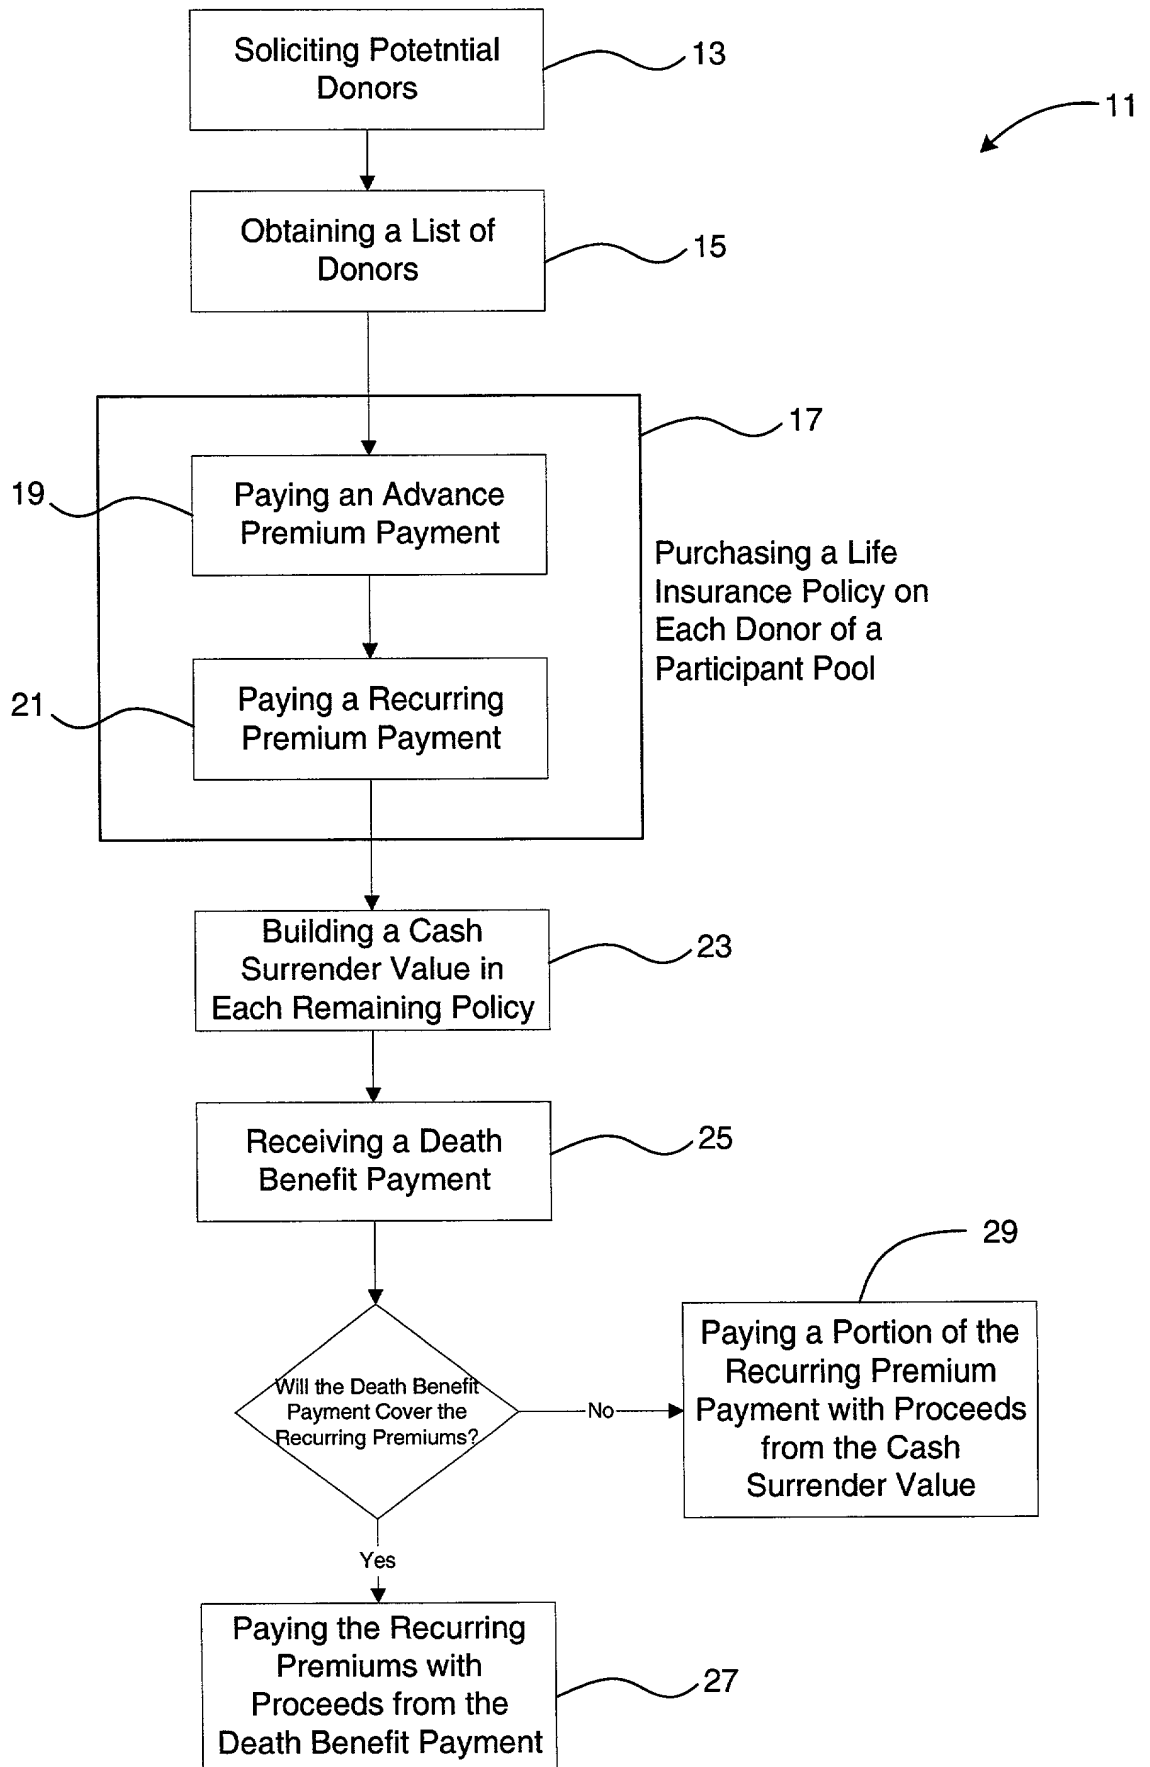 Soliciting Potetntial
Donors
13
11
Obtaining a List of
Donors
15
17
19
Paying an Advance
Premium Payment
Purchasing a Life
Insurance Policy on
Each Donor of a
Participant Pool
21
Paying a Recurring
Premium Payment
Building a Cash
Surrender Value in
Each Remaining Policy
23
Receiving a Death
Benefit Payment
25
29
Will the Death Benefit
Payment Cover the
Recurring Premiums?
No
Paying a Portion of the
Recurring Premium
Payment with Proceeds
from the Cash
Surrender Value
Yes
Paying the Recurring
Premiums with
Proceeds from the
Death Benefit Payment
27